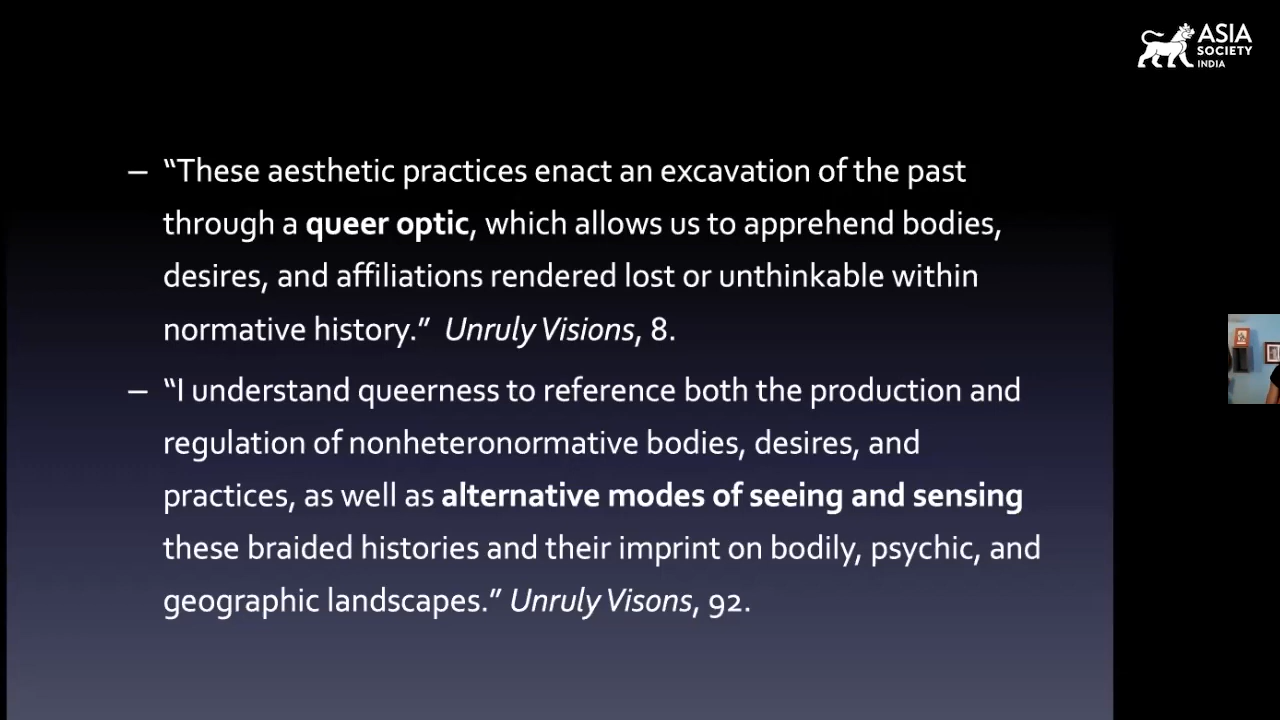 ASIA
SOCIETY
INDIA
– “These aesthetic practices enact an excavation of the past
through a queer optic, which allows us to apprehend bodies,
desires, and affiliations rendered lost or unthinkable within
normative history.” Unruly Visions, 8.
– “I understand queerness to reference both the production and
regulation of nonheteronormative bodies, desires, and
practices, as well as alternative modes of seeing and sensing
these braided histories and their imprint on bodily, psychic, and
geographic landscapes.” Unruly Visons, 92.